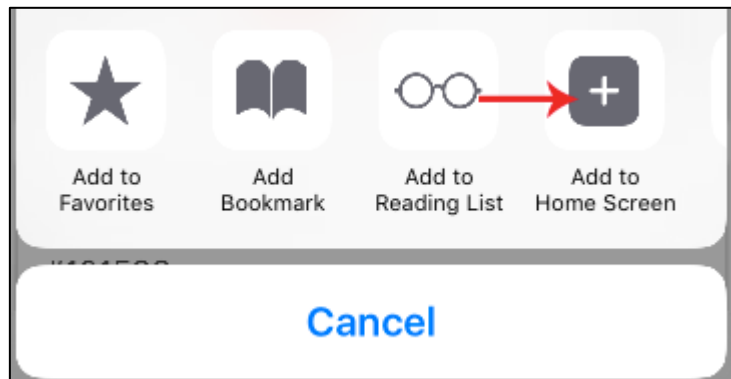 Add to
Favorites
Add
Bookmark
Add to
Reading List
Add to
Home Screen
Cancel